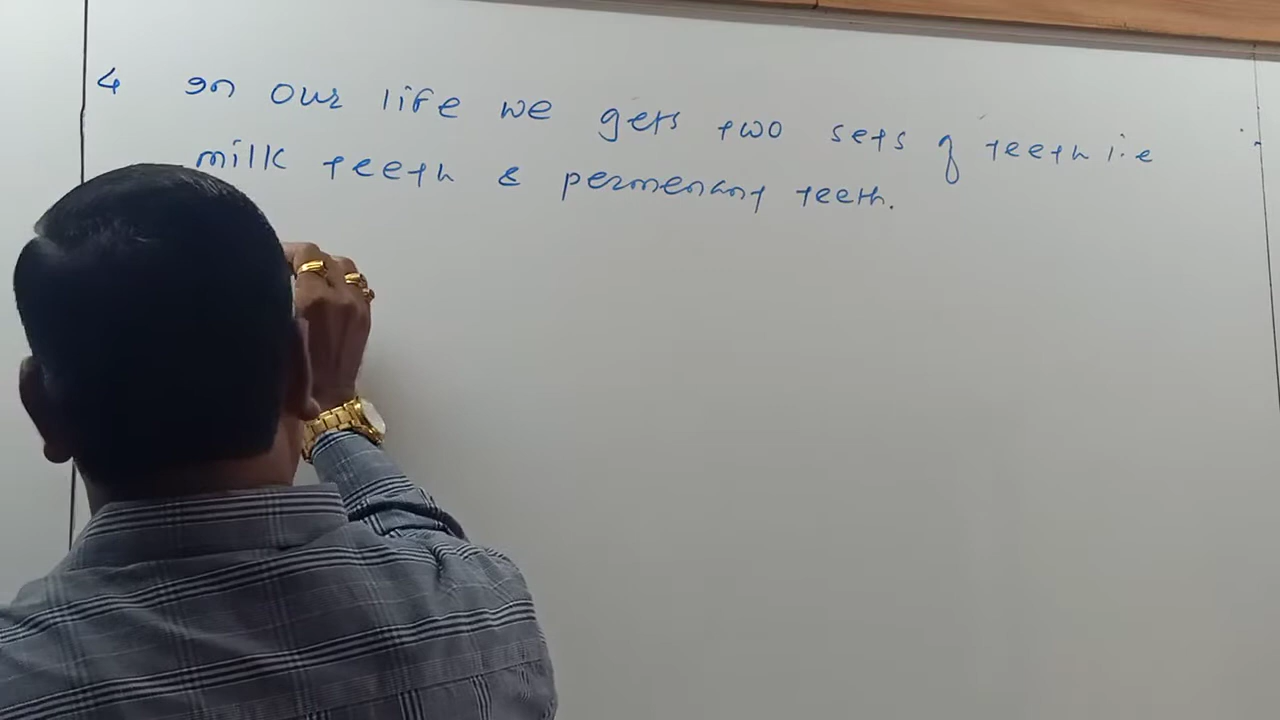 4 In our life we gets two sets of teeth i.e
milk teeth & permenant teeth.